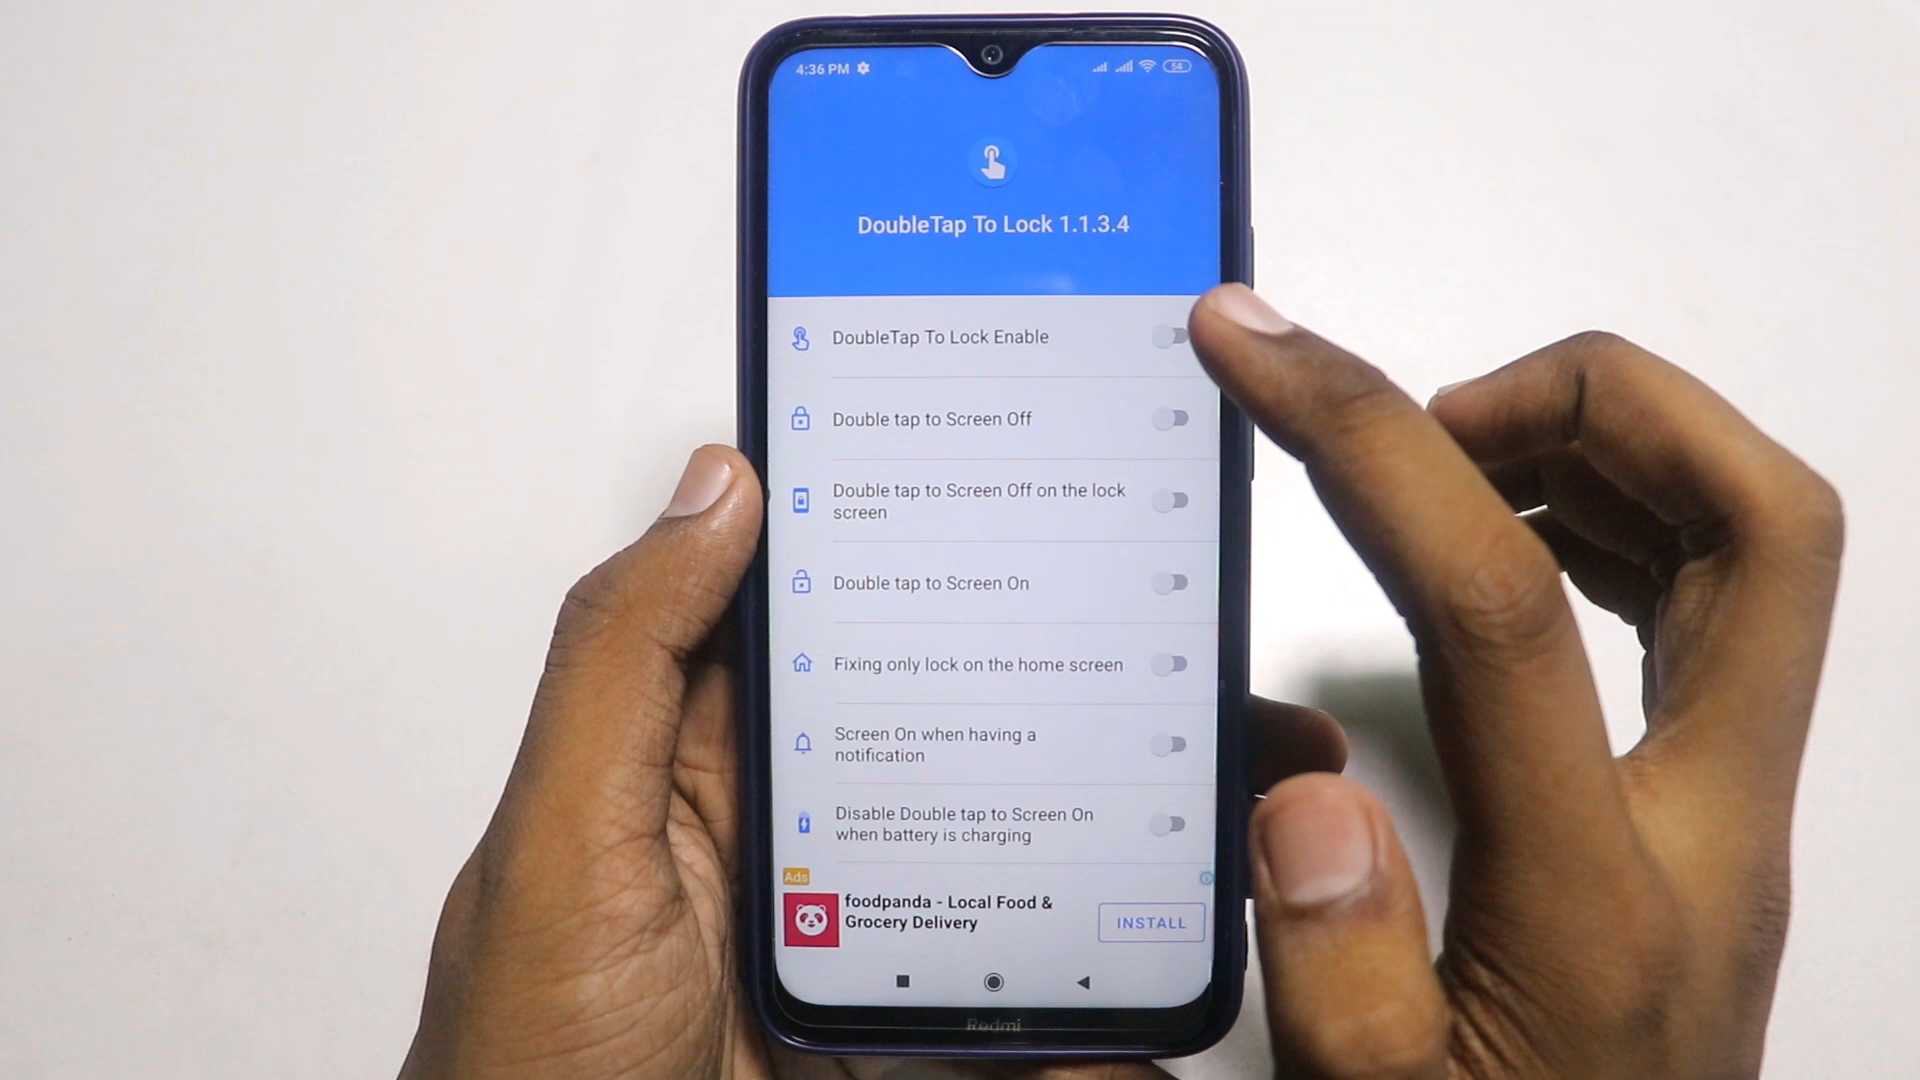 4:36 PM
54
DoubleTap To Lock 1.1.3.4
DoubleTap To Lock Enable
Double tap to Screen Off
Double tap to Screen Off on the lock
screen
Double tap to Screen On
Fixing only lock on the home screen
Screen On when having a
notification
Disable Double tap to Screen On
when battery is charging
Ads
foodpanda - Local Food &
Grocery Delivery
INSTALL
Redmi